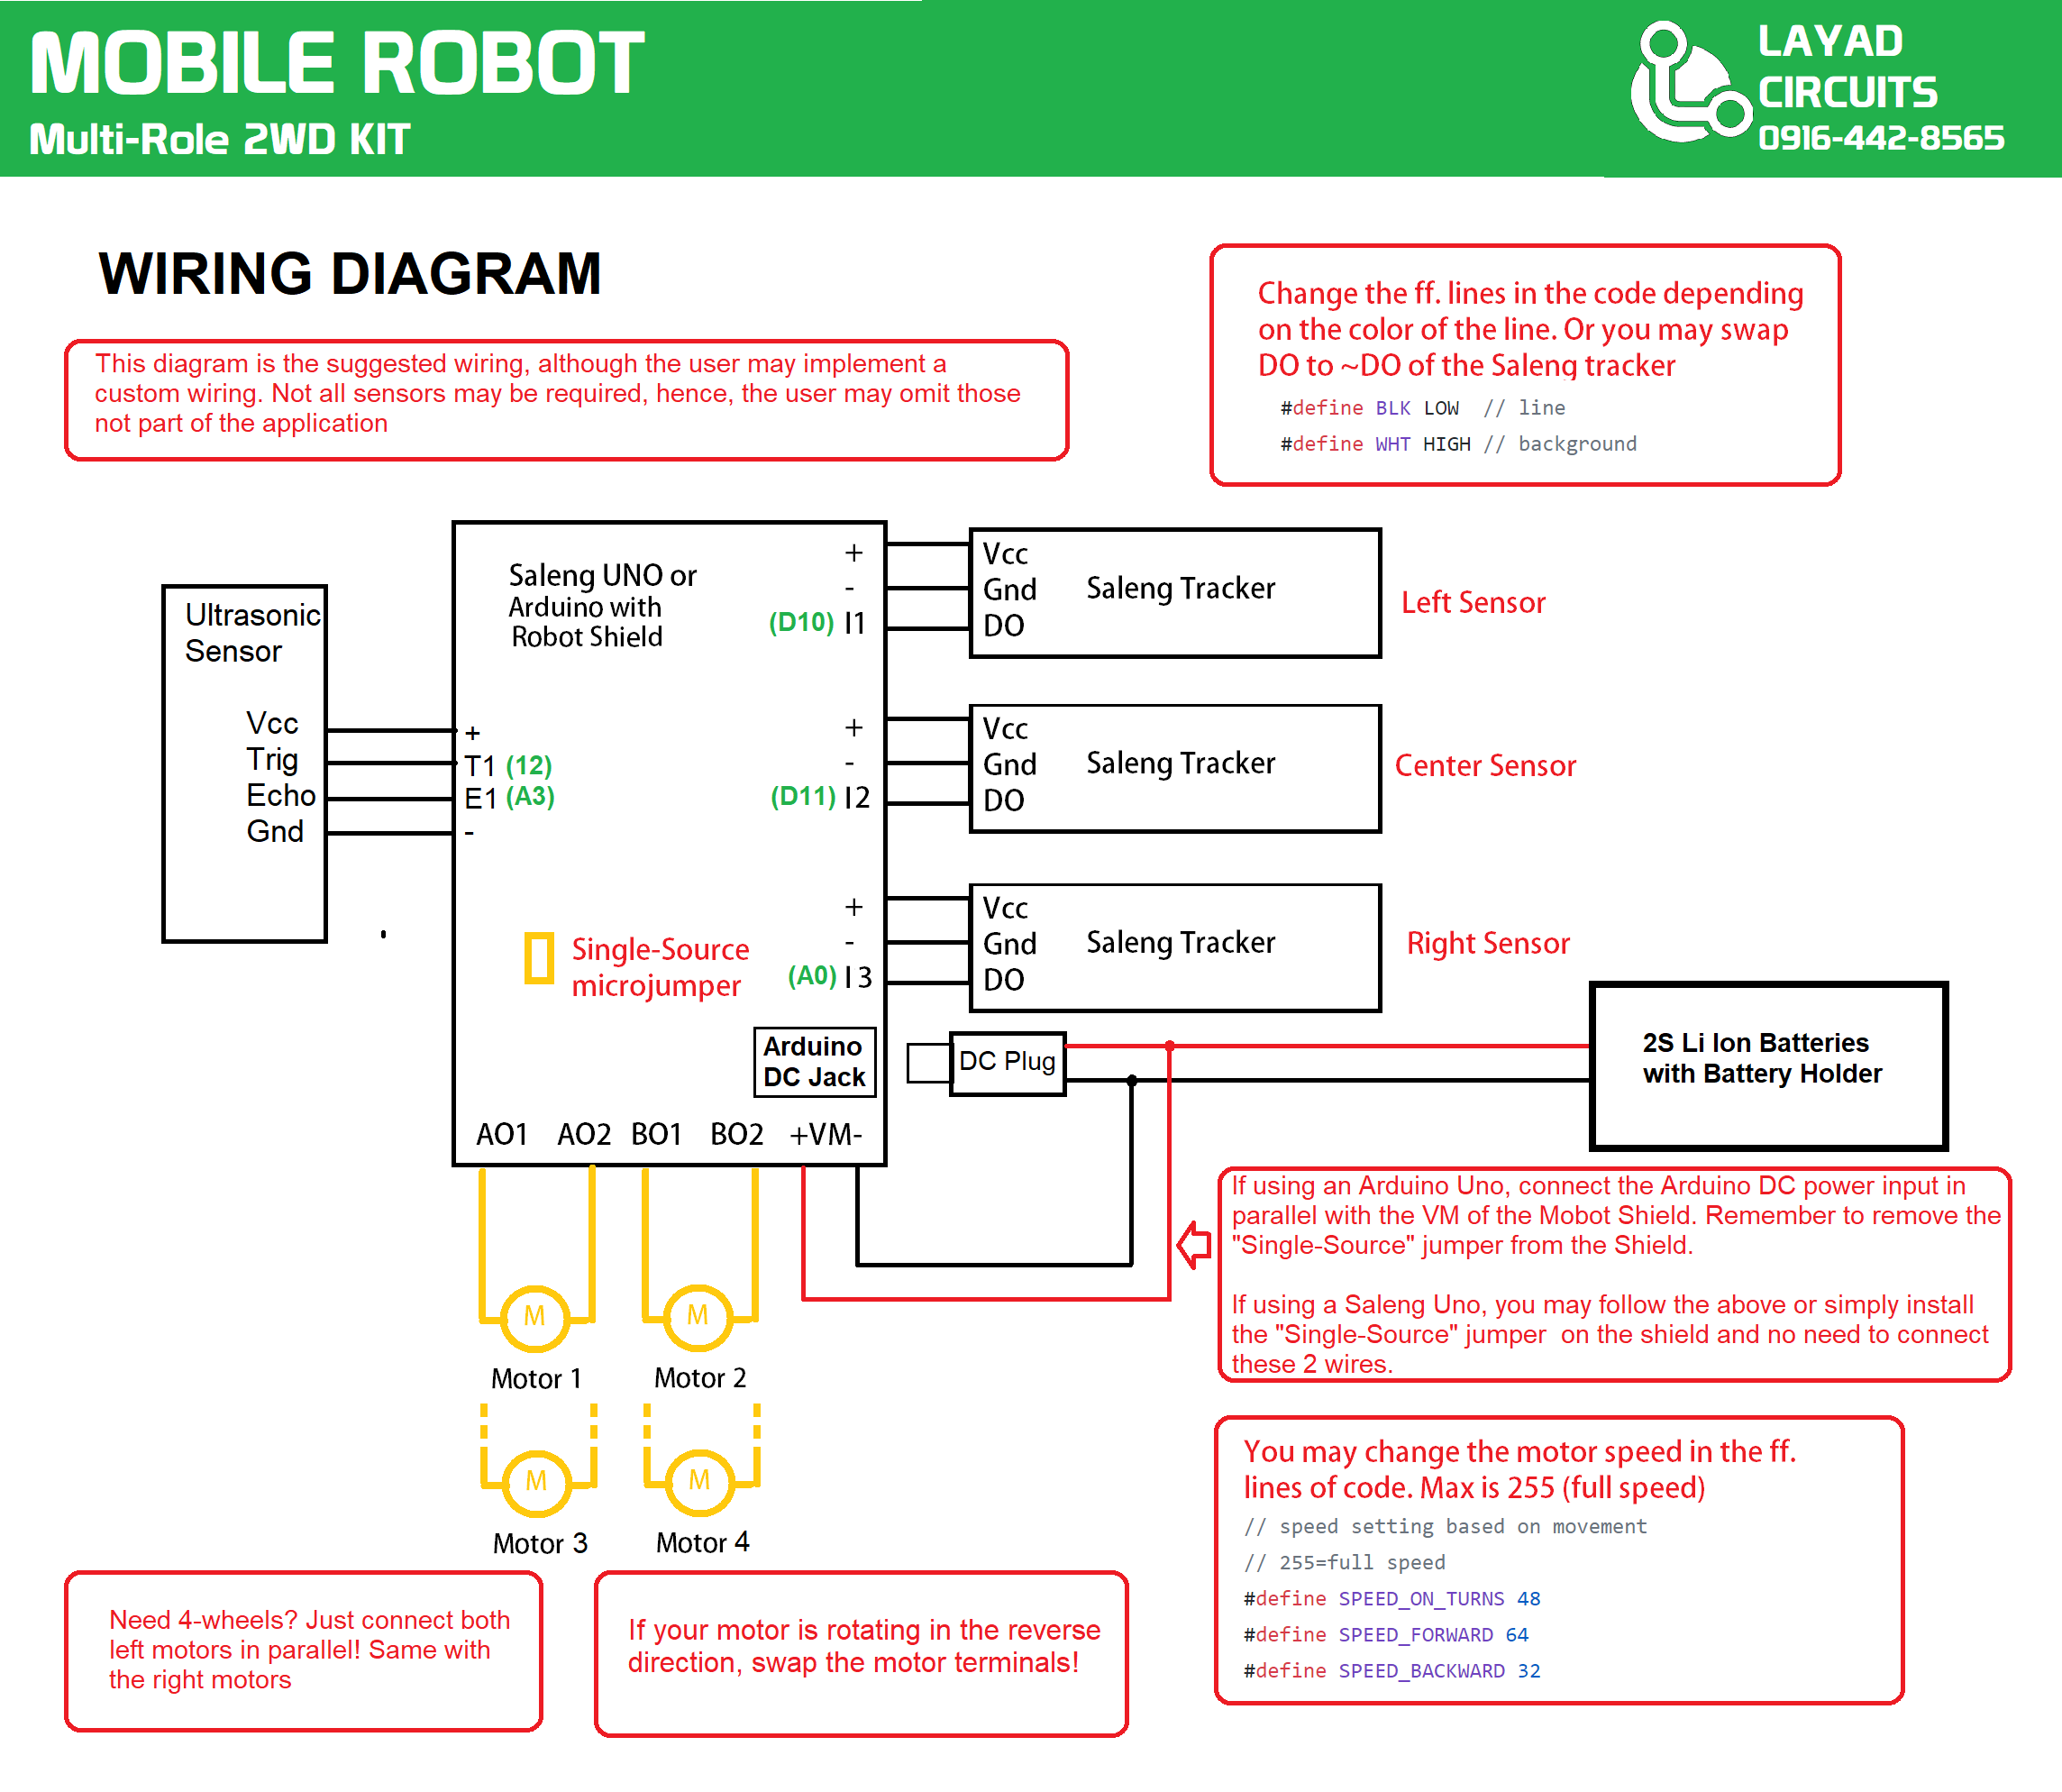 MOBILE ROBOT
Multi-Role 2WD KIT
LAYAD
CIRCUITS
0916-442-8565
WIRING DIAGRAM
This diagram is the suggested wiring, although the user may implement a
custom wiring. Not all sensors may be required, hence, the user may omit those
not part of the application
Change the ff. lines in the code depending
on the color of the line. Or you may swap
DO to ~DO of the Saleng tracker
#define BLK LOW // line
#define WHT HIGH // background
Ultrasonic
Sensor
Vcc
Trig
Echo
Gnd
Saleng UNO or
Arduino with
Robot Shield
+
T1 (12)
E1 (A3)
-
+
-
(D10) I1
Vcc
Gnd
DO
Saleng Tracker
Left Sensor
+
-
(D11) I2
Vcc
Gnd
DO
Saleng Tracker
Center Sensor
+
-
(A0) I3
Vcc
Gnd
DO
Saleng Tracker
Right Sensor
Single-Source
microjumper
Arduino
DC Jack
DC Plug
2S Li Ion Batteries
with Battery Holder
AO1 AO2 BO1 BO2 +VM-
If using an Arduino Uno, connect the Arduino DC power input in
parallel with the VM of the Mobot Shield. Remember to remove the
"Single-Source" jumper from the Shield.
If using a Saleng Uno, you may follow the above or simply install
the "Single-Source" jumper on the shield and no need to connect
these 2 wires.
M
M
Motor 1
Motor 2
M
M
Motor 3
Motor 4
You may change the motor speed in the ff.
lines of code. Max is 255 (full speed)
// speed setting based on movement
// 255=full speed
#define SPEED_ON_TURNS 48
#define SPEED_FORWARD 64
#define SPEED_BACKWARD 32
Need 4-wheels? Just connect both
left motors in parallel! Same with
the right motors
If your motor is rotating in the reverse
direction, swap the motor terminals!